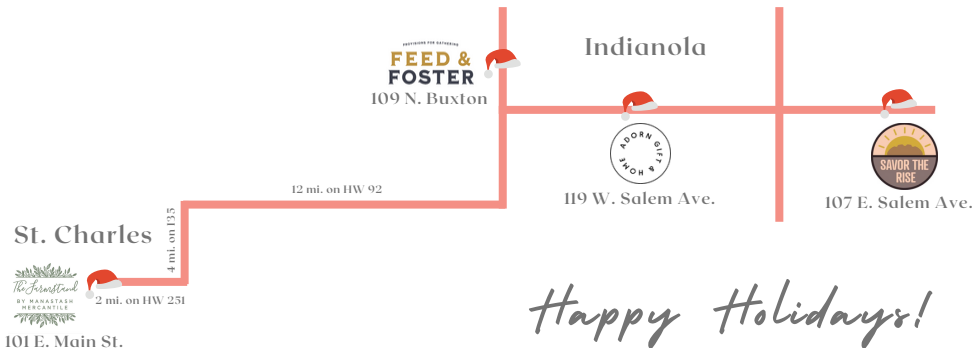 PROVISIONS FOR GATHERING
FEED &
FOSTER
109 N. Buxton
Indianola
ADORN GIFT & HOME
119 W. Salem Ave.
SAVOR THE
RISE
107 E. Salem Ave.
12 mi. on HW 92
4 mi. on I35
St. Charles
The Farmstand
BY MANASTASH
MERCANTILE
2 mi. on HW 251
101 E. Main St.
Happy Holidays!